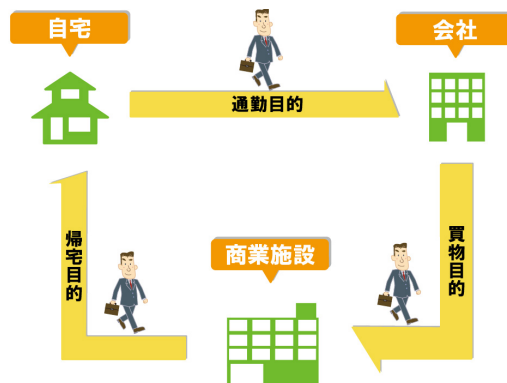 自宅
会社
通勤目的
買物目的
商業施設
帰宅目的